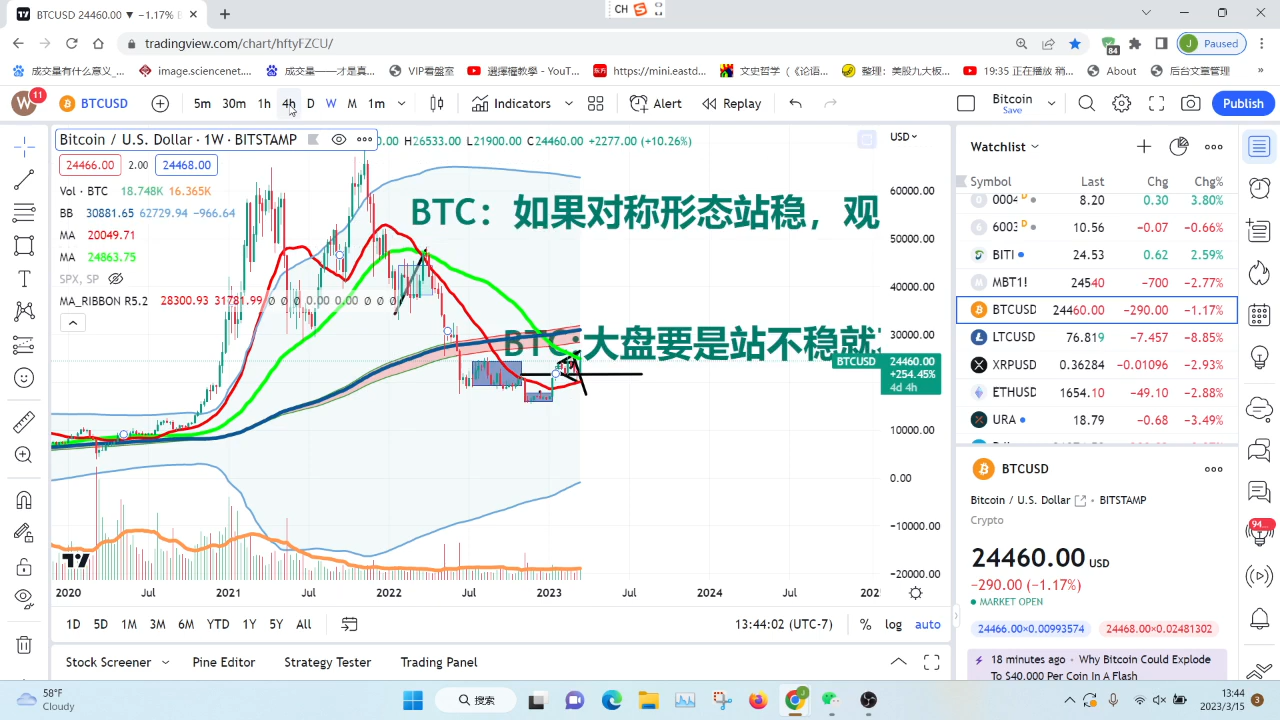 BTCUSD 24460.00 ▼ −1.17%
CH
tradingview.com/chart/hftyFZCU/
84
J Paused
成交量有什么意义_...
image.sciencenet....
成交量——才是真...
VIP看盤室
選擇權教學 - YouT...
https://mini.eastd...
文史哲学（《论语...
整理：美股九大板...
19:35 正在播放 稍...
About
后台文章管理
»
W 11
BTCUSD
5m 30m 1h 4h D W M 1m
Indicators
Alert
Replay
Bitcoin
Save
Publish
Bitcoin / U.S. Dollar · 1W · BITSTAMP
0.00 H26533.00 L21900.00 C24460.00 +2277.00 (+10.26%)
24466.00 2.00 24468.00
Vol · BTC 18.748K 16.365K
BB 30881.65 62729.94 −966.64
MA 20049.71
MA 24863.75
SPX, SP
MA_RIBBON R5.2 28300.93 31781.99 ∅ ∅ ∅ 0.00 0.00 ∅ ∅ ∅
BTC：如果对称形态站稳，观
BTC:大盘要是站不稳就
USD
60000.00
50000.00
40000.00
30000.00
BTCUSD 24460.00
+254.45%
4d 4h
10000.00
0.00
−10000.00
−20000.00
2020 Jul 2021 Jul 2022 Jul 2023 Jul 2024 Jul 202
1D 5D 1M 3M 6M YTD 1Y 5Y All
13:44:02 (UTC-7) % log auto
Stock Screener Pine Editor Strategy Tester Trading Panel
Watchlist
Symbol Last Chg Chg%
0004 D 8.20 0.30 3.80%
6003 D 10.56 −0.07 −0.66%
BITI 24.53 0.62 2.59%
MBT1! 24540 −700 −2.77%
BTCUSD 24460.00 −290.00 −1.17%
LTCUSD 76.819 −7.457 −8.85%
XRPUSD 0.36284 −0.01096 −2.93%
ETHUSD 1654.10 −49.10 −2.88%
URA 18.79 −0.68 −3.49%
BTCUSD
Bitcoin / U.S. Dollar · BITSTAMP
Crypto
24460.00 USD
−290.00 (−1.17%)
MARKET OPEN
24466.00×0.00993574 24468.00×0.02481302
18 minutes ago · Why Bitcoin Could Explode
To $40,000 Per Coin In A Flash
94...
58°F
Cloudy
搜索
13:44
2023/3/15
3